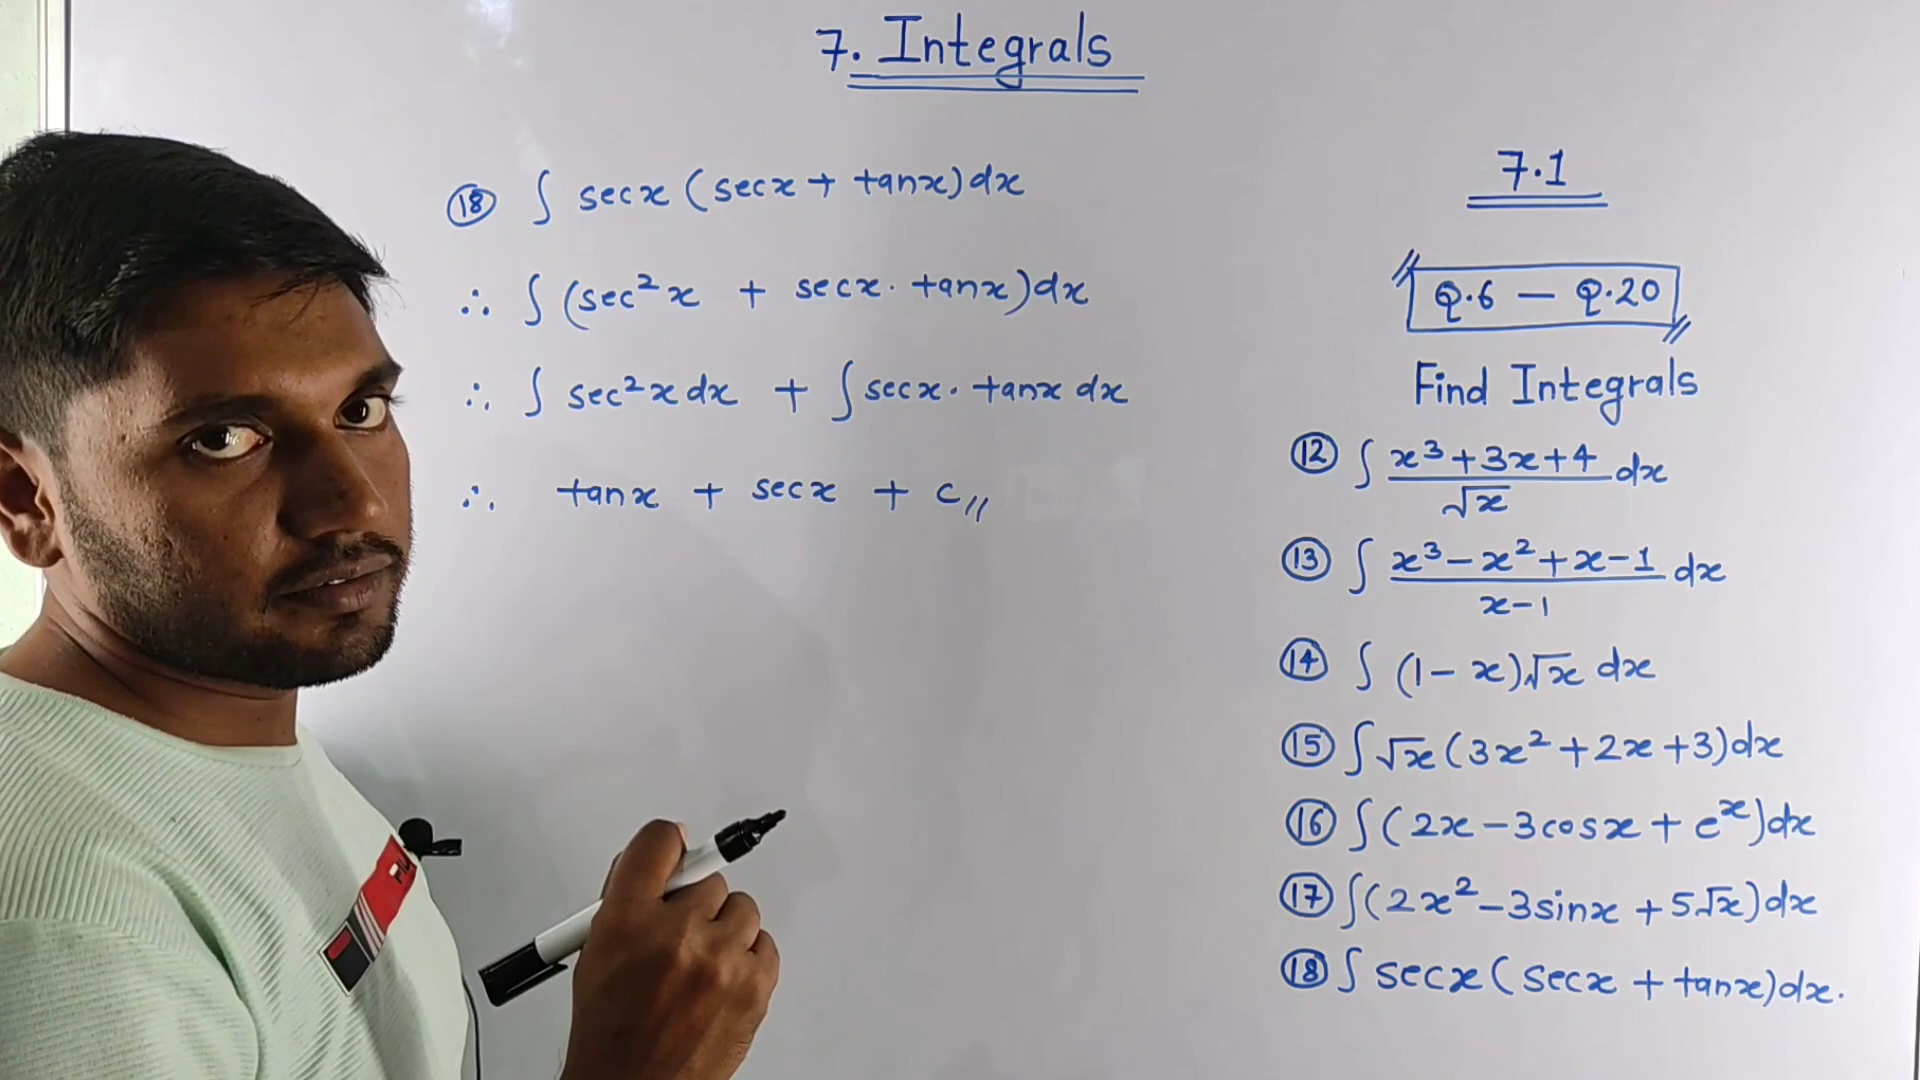 7. Integrals
⑱ ∫ secx (secx + tanx)dx
∴ ∫ (sec²x + secx · tanx)dx
∴ ∫ sec²x dx + ∫ secx · tanx dx
∴ tanx + secx + c //
7.1
Q.6 — Q.20
Find Integrals
⑫ ∫ (x³+3x+4)/√x dx
⑬ ∫ (x³-x²+x-1)/(x-1) dx
⑭ ∫ (1-x)√x dx
⑮ ∫ √x (3x²+2x+3)dx
⑯ ∫ (2x-3cosx+e^x)dx
⑰ ∫ (2x²-3sinx+5√x)dx
⑱ ∫ secx (secx + tanx)dx.